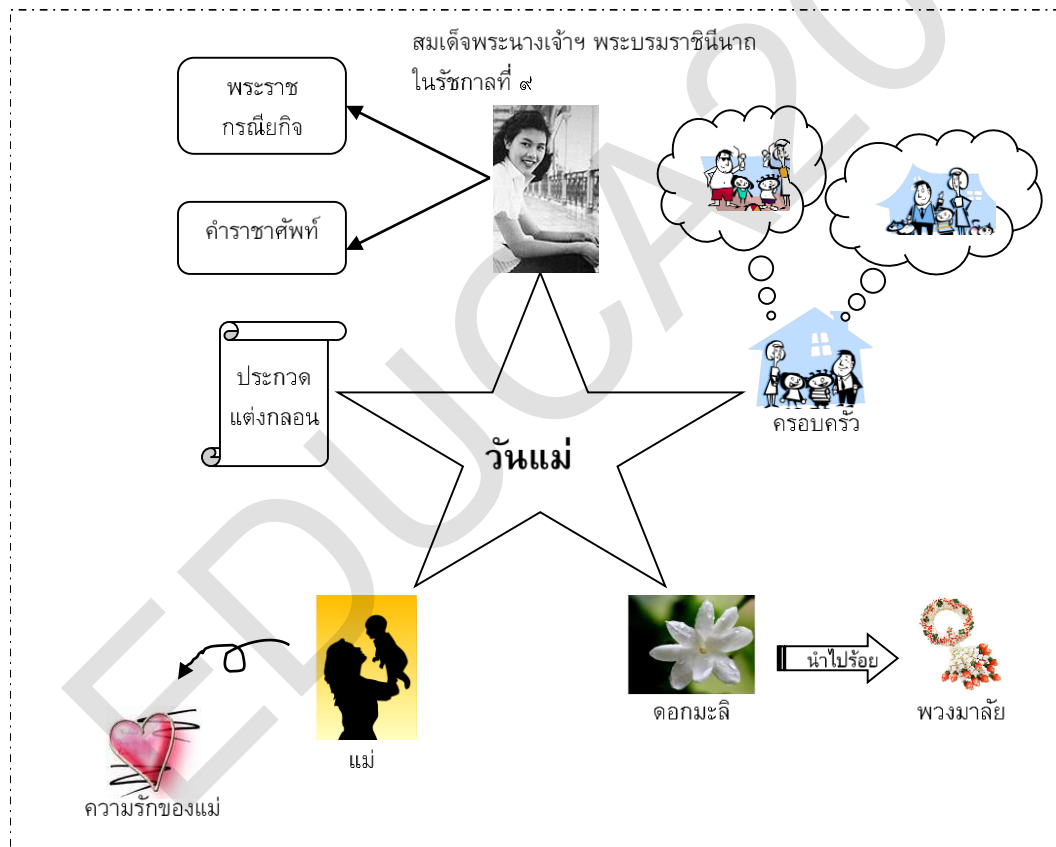 สมเด็จพระนางเจ้าฯ พระบรมราชินีนาถ
ในรัชกาลที่ ๙
พระราช
กรณียกิจ
คำราชาศัพท์
ประกวด
แต่งกลอน
ครอบครัว
วันแม่
นำไปร้อย
ดอกมะลิ
พวงมาลัย
แม่
ความรักของแม่
EDUCA20